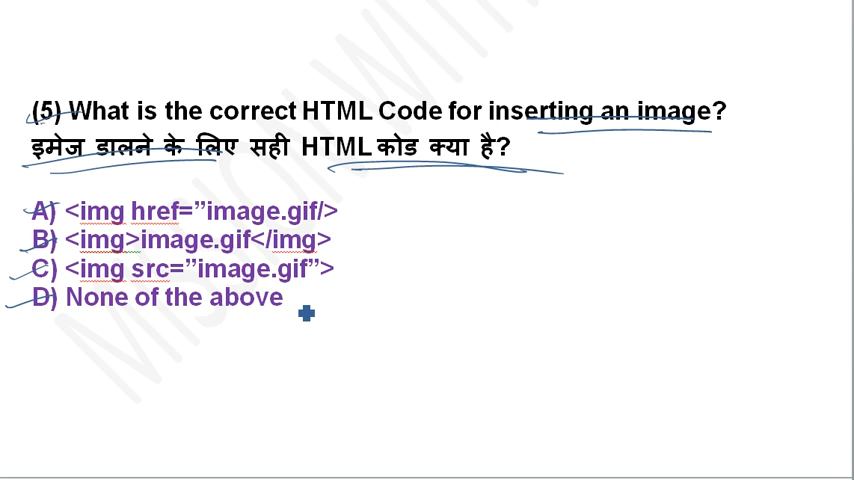 (5) What is the correct HTML Code for inserting an image?
इमेज डालने के लिए सही HTML कोड क्या है?
A) <img href=”image.gif/>
B) <img>image.gif</img>
C) <img src=”image.gif”>
D) None of the above